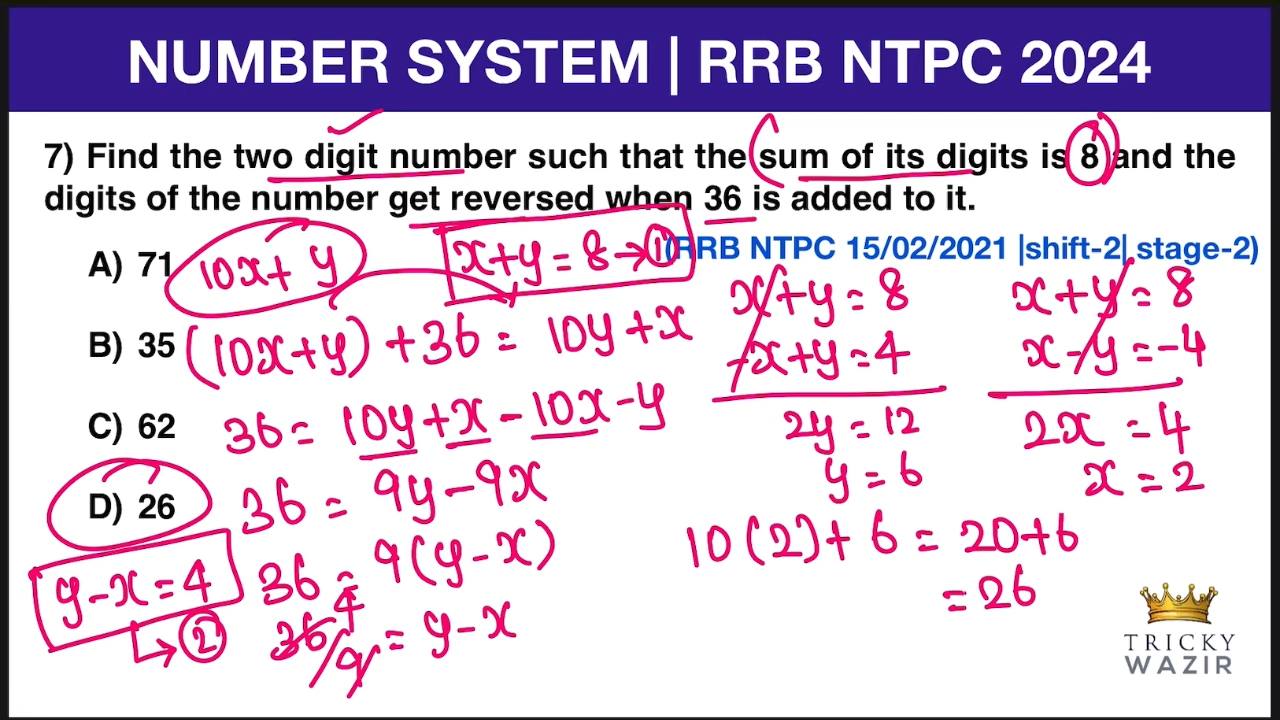 NUMBER SYSTEM | RRB NTPC 2024
7) Find the two digit number such that the sum of its digits is 8 and the
digits of the number get reversed when 36 is added to it.
(RRB NTPC 15/02/2021 |shift-2| stage-2)
A) 71
B) 35
C) 62
D) 26
10x+y
x+y=8→1
(10x+y)+36=10y+x
36=10y+x-10x-y
36=9y-9x
36=9(y-x)
36/9 4 =y-x
y-x=4
→2
x+y=8
-x+y=4
2y=12
y=6
x+y=8
x-y=-4
2x=4
x=2
10(2)+6=20+6
=26
TRICKY
WAZIR